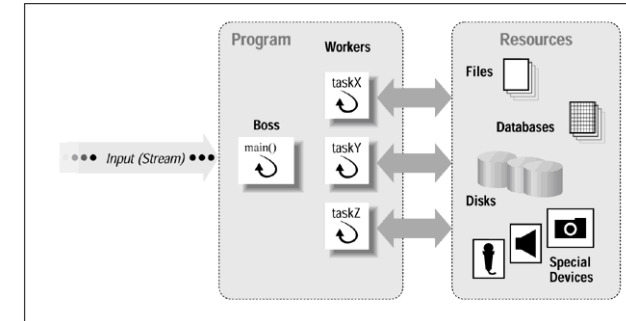 Program
Workers
Resources
taskX
Files
Boss
Databases
main()
taskY
Input (Stream)
Disks
taskZ
Special
Devices